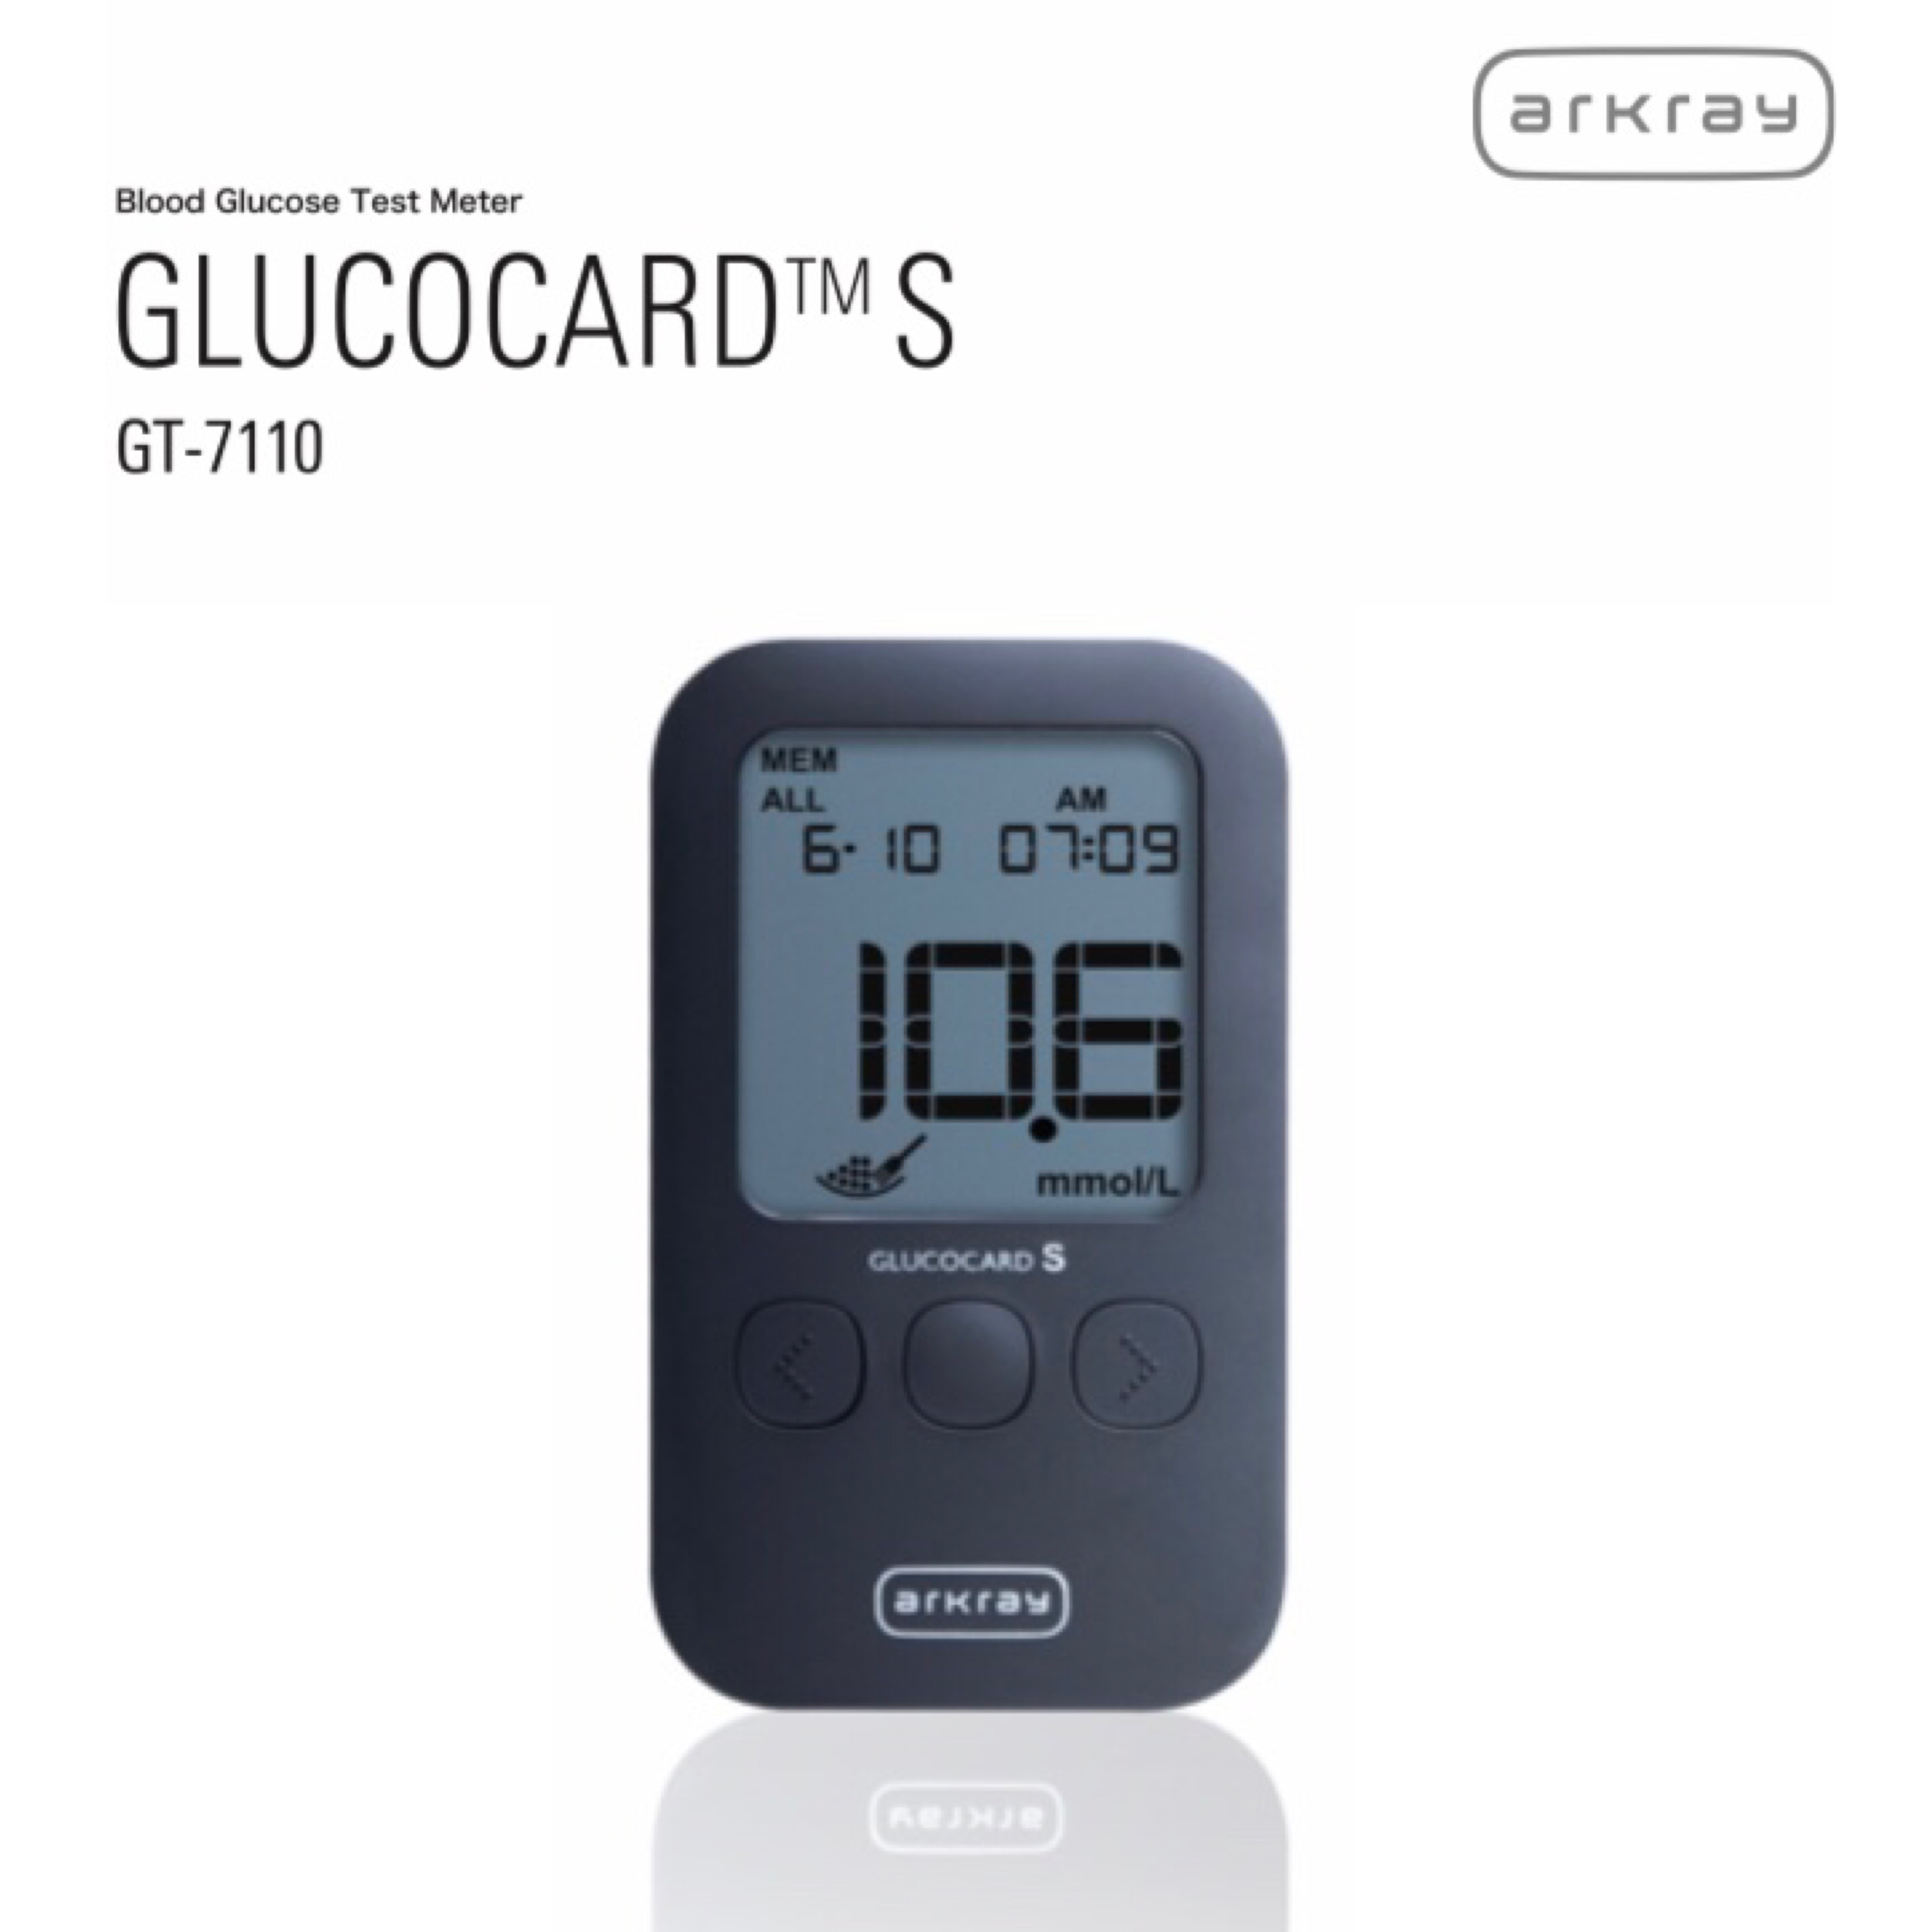 arkray
Blood Glucose Test Meter
GLUCOCARD™ S
GT-7110
MEM
ALL AM
6-10 07:09
10.6
mmol/L
GLUCOCARD S
arkray
arkray